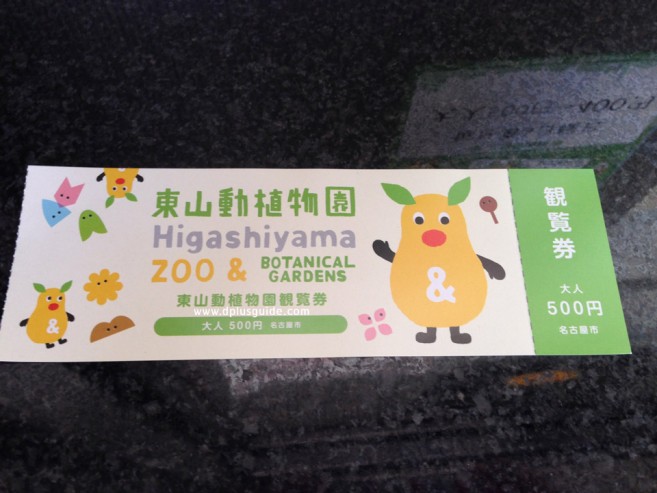 東山動植物園
Higashiyama
ZOO & BOTANICAL
GARDENS
東山動植物園観覧券
www.dplusguide.com
大人 500円 名古屋市
&
&
観覧券
大人
500円
名古屋市